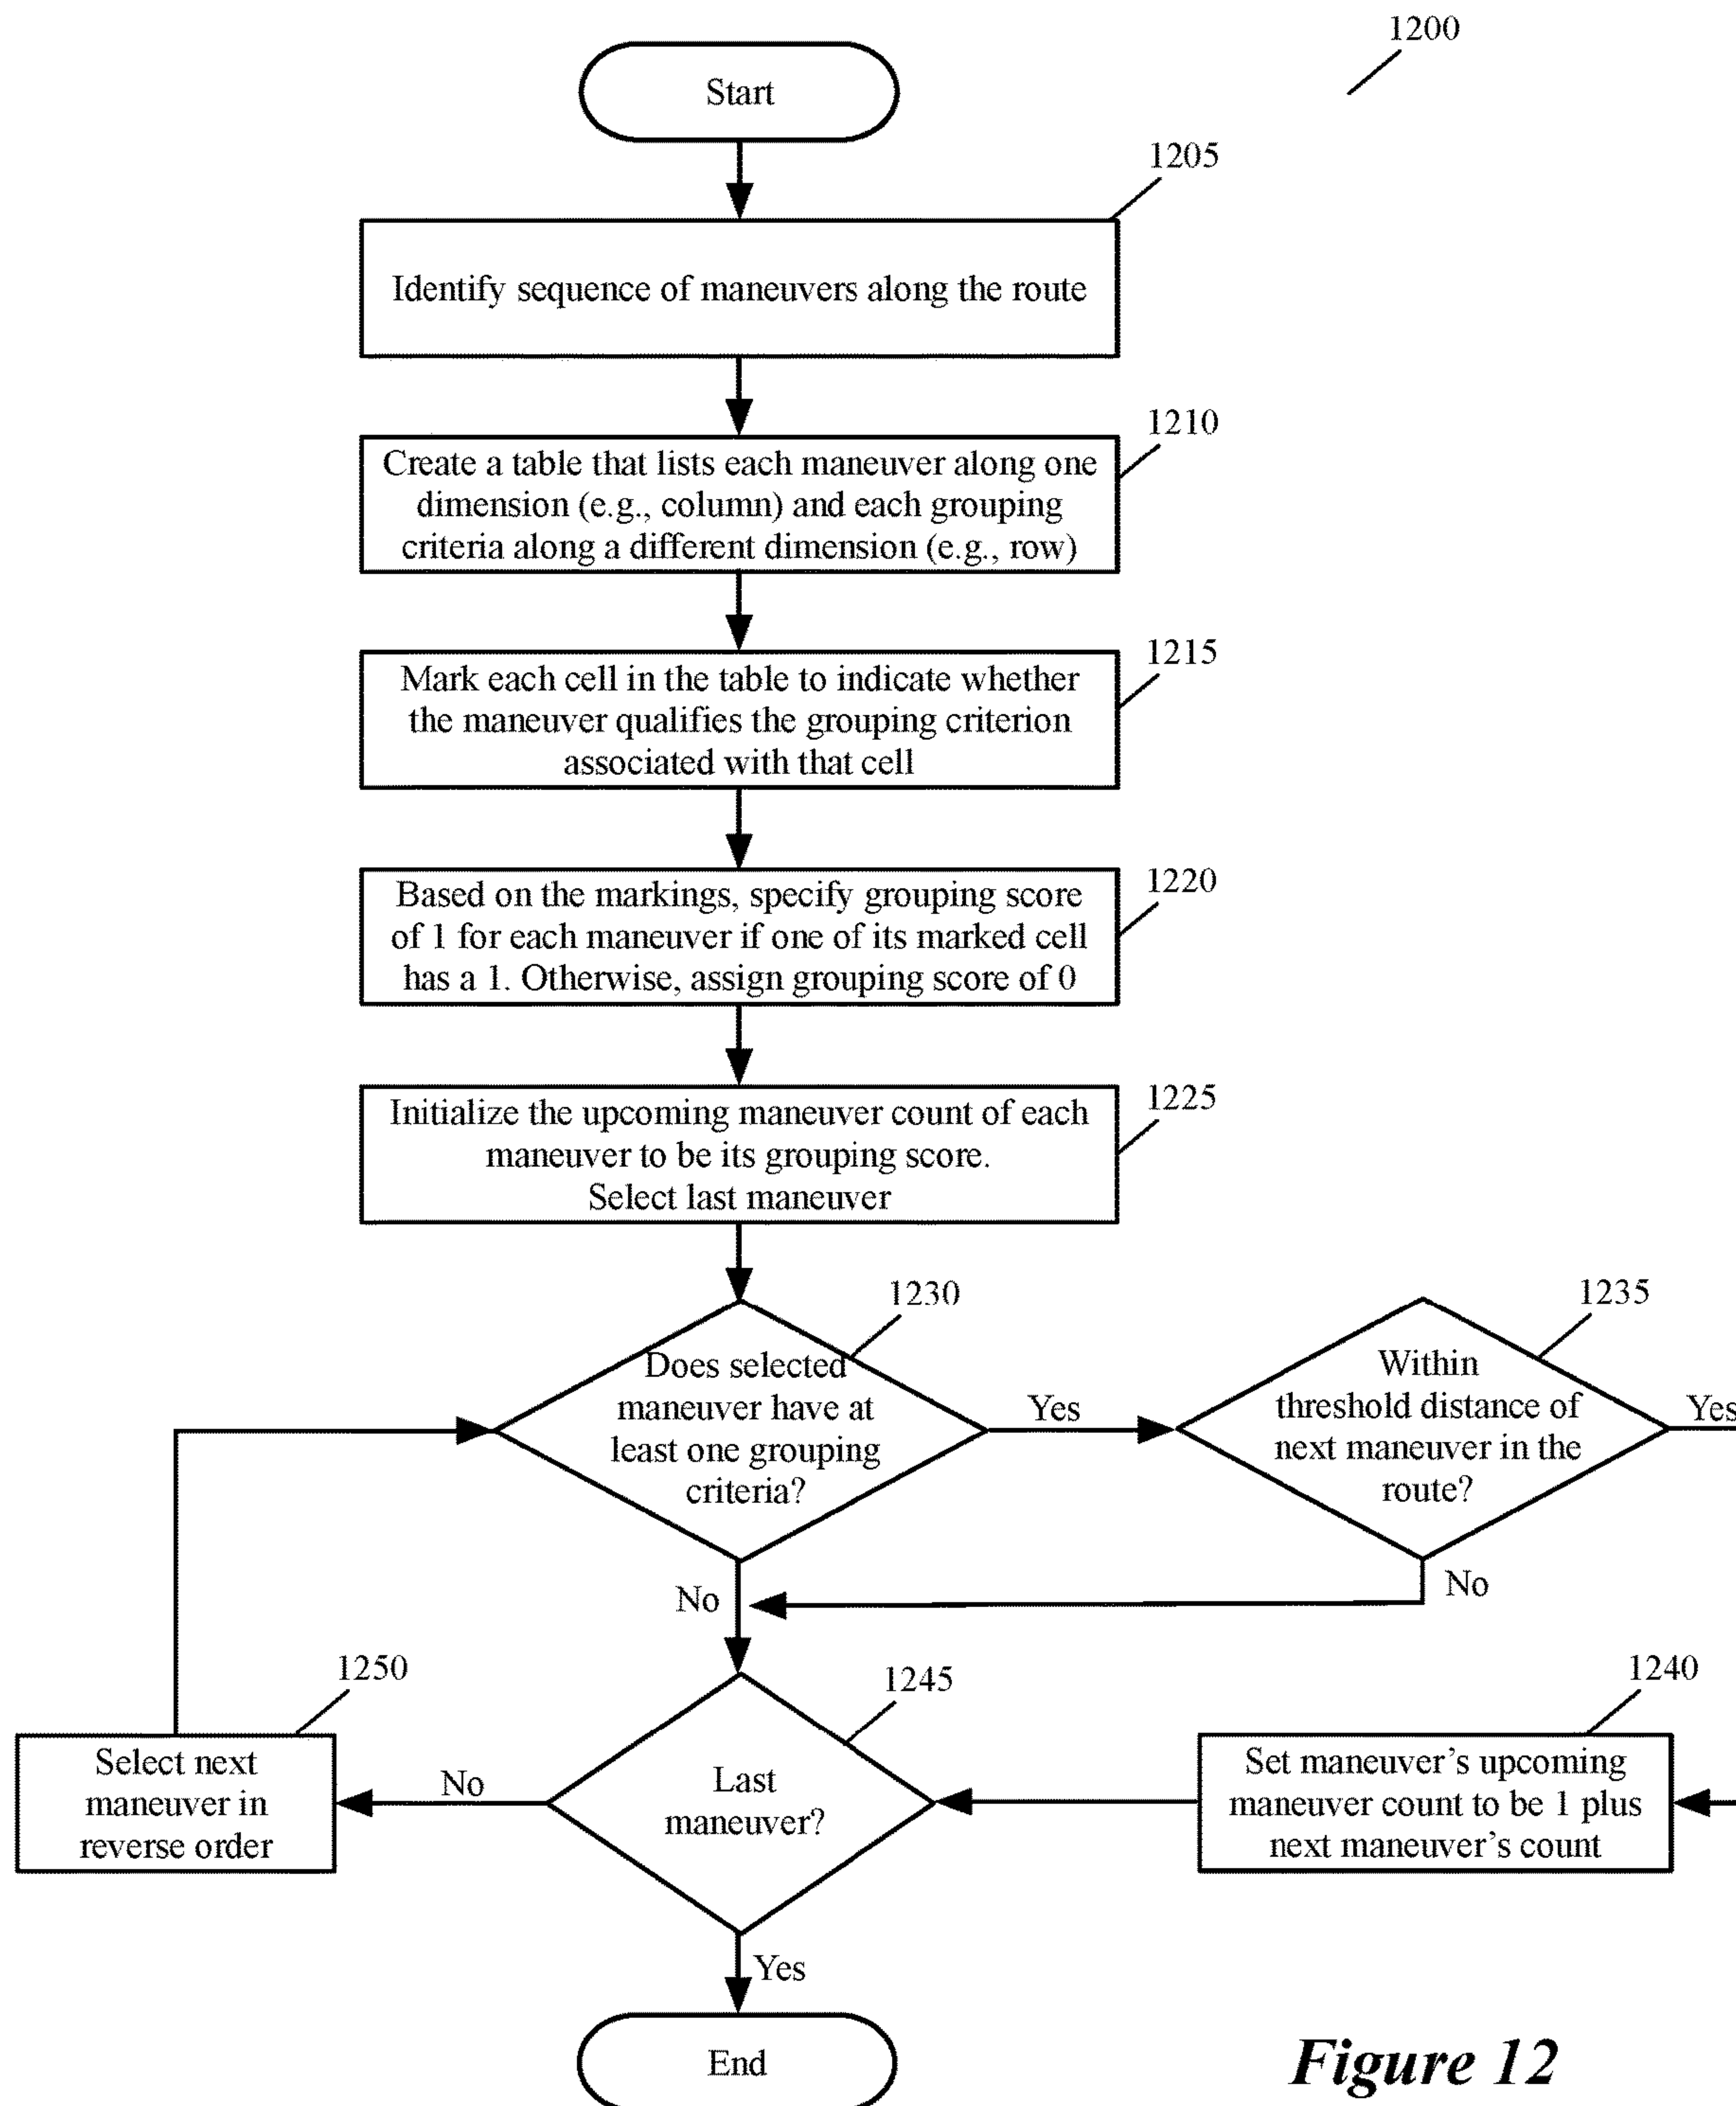 1200
Start
1205
Identify sequence of maneuvers along the route
1210
Create a table that lists each maneuver along one
dimension (e.g., column) and each grouping
criteria along a different dimension (e.g., row)
1215
Mark each cell in the table to indicate whether
the maneuver qualifies the grouping criterion
associated with that cell
1220
Based on the markings, specify grouping score
of 1 for each maneuver if one of its marked cell
has a 1. Otherwise, assign grouping score of 0
1225
Initialize the upcoming maneuver count of each
maneuver to be its grouping score.
Select last maneuver
1230
Does selected
maneuver have at
least one grouping
criteria?
Yes
1235
Within
threshold distance of
next maneuver in the
route?
Yes
No
No
1250
Select next
maneuver in
reverse order
No
1245
Last
maneuver?
1240
Set maneuver's upcoming
maneuver count to be 1 plus
next maneuver's count
Yes
End
Figure 12